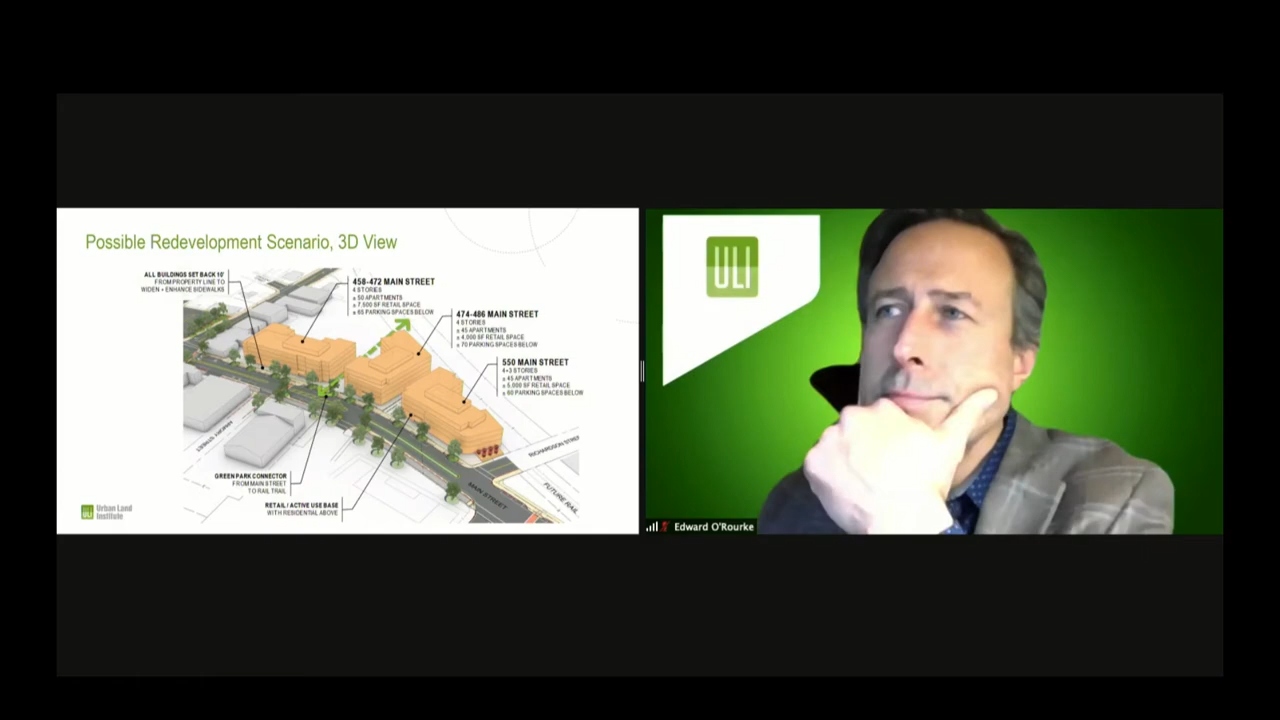 Possible Redevelopment Scenario, 3D View
ALL BUILDINGS SET BACK 10'
FROM PROPERTY LINE TO
WIDEN + ENHANCE SIDEWALKS
458-472 MAIN STREET
4 STORIES
± 50 APARTMENTS
± 7,500 SF RETAIL SPACE
± 65 PARKING SPACES BELOW
474-486 MAIN STREET
4 STORIES
± 45 APARTMENTS
± 4,000 SF RETAIL SPACE
± 70 PARKING SPACES BELOW
550 MAIN STREET
4+3 STORIES
± 45 APARTMENTS
± 5,000 SF RETAIL SPACE
± 60 PARKING SPACES BELOW
GREEN PARK CONNECTOR
FROM MAIN STREET
TO RAIL TRAIL
RETAIL / ACTIVE USE BASE
WITH RESIDENTIAL ABOVE
STREET
MAIN STREET
RICHARDSON STREET
FUTURE RAIL
ULI Urban Land
Institute
ULI
Edward O'Rourke